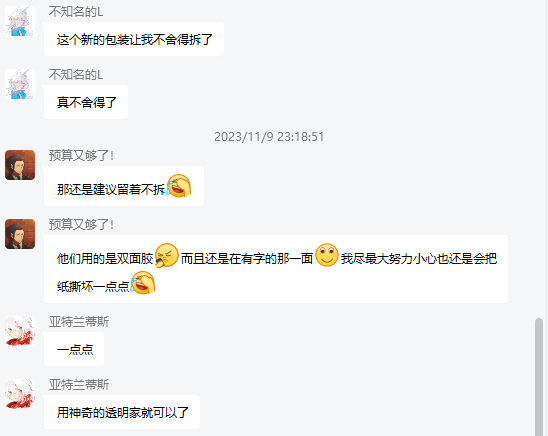 不知名的L
这个新的包装让我不舍得拆了
不知名的L
真不舍得了
2023/11/9 23:18:51
预算又够了!
那还是建议留着不拆
预算又够了!
他们用的是双面胶 而且还是在有字的那一面 我尽最大努力小心也还是会把
纸撕坏一点点
亚特兰蒂斯
一点点
亚特兰蒂斯
用神奇的透明家就可以了